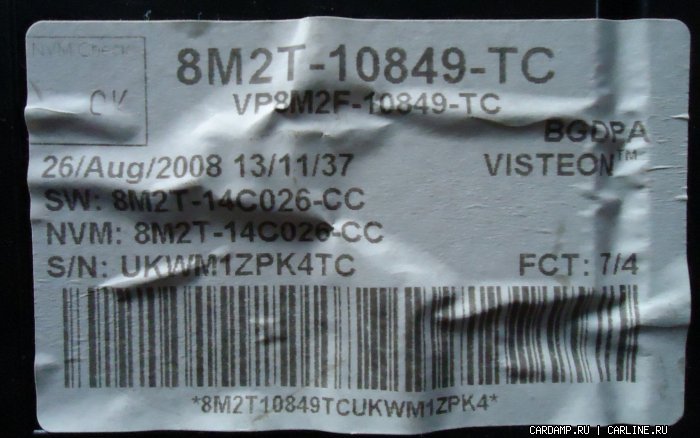 NVM Check
OK
8M2T-10849-TC
VP8M2F-10849-TC
BGDPA
26/Aug/2008 13/11/37 VISTEON™
SW: 8M2T-14C026-CC
NVM: 8M2T-14C026-CC
S/N: UKWM1ZPK4TC FCT: 7/4
*8M2T10849TCUKWM1ZPK4*
CARDAMP.RU | CARLINE.RU